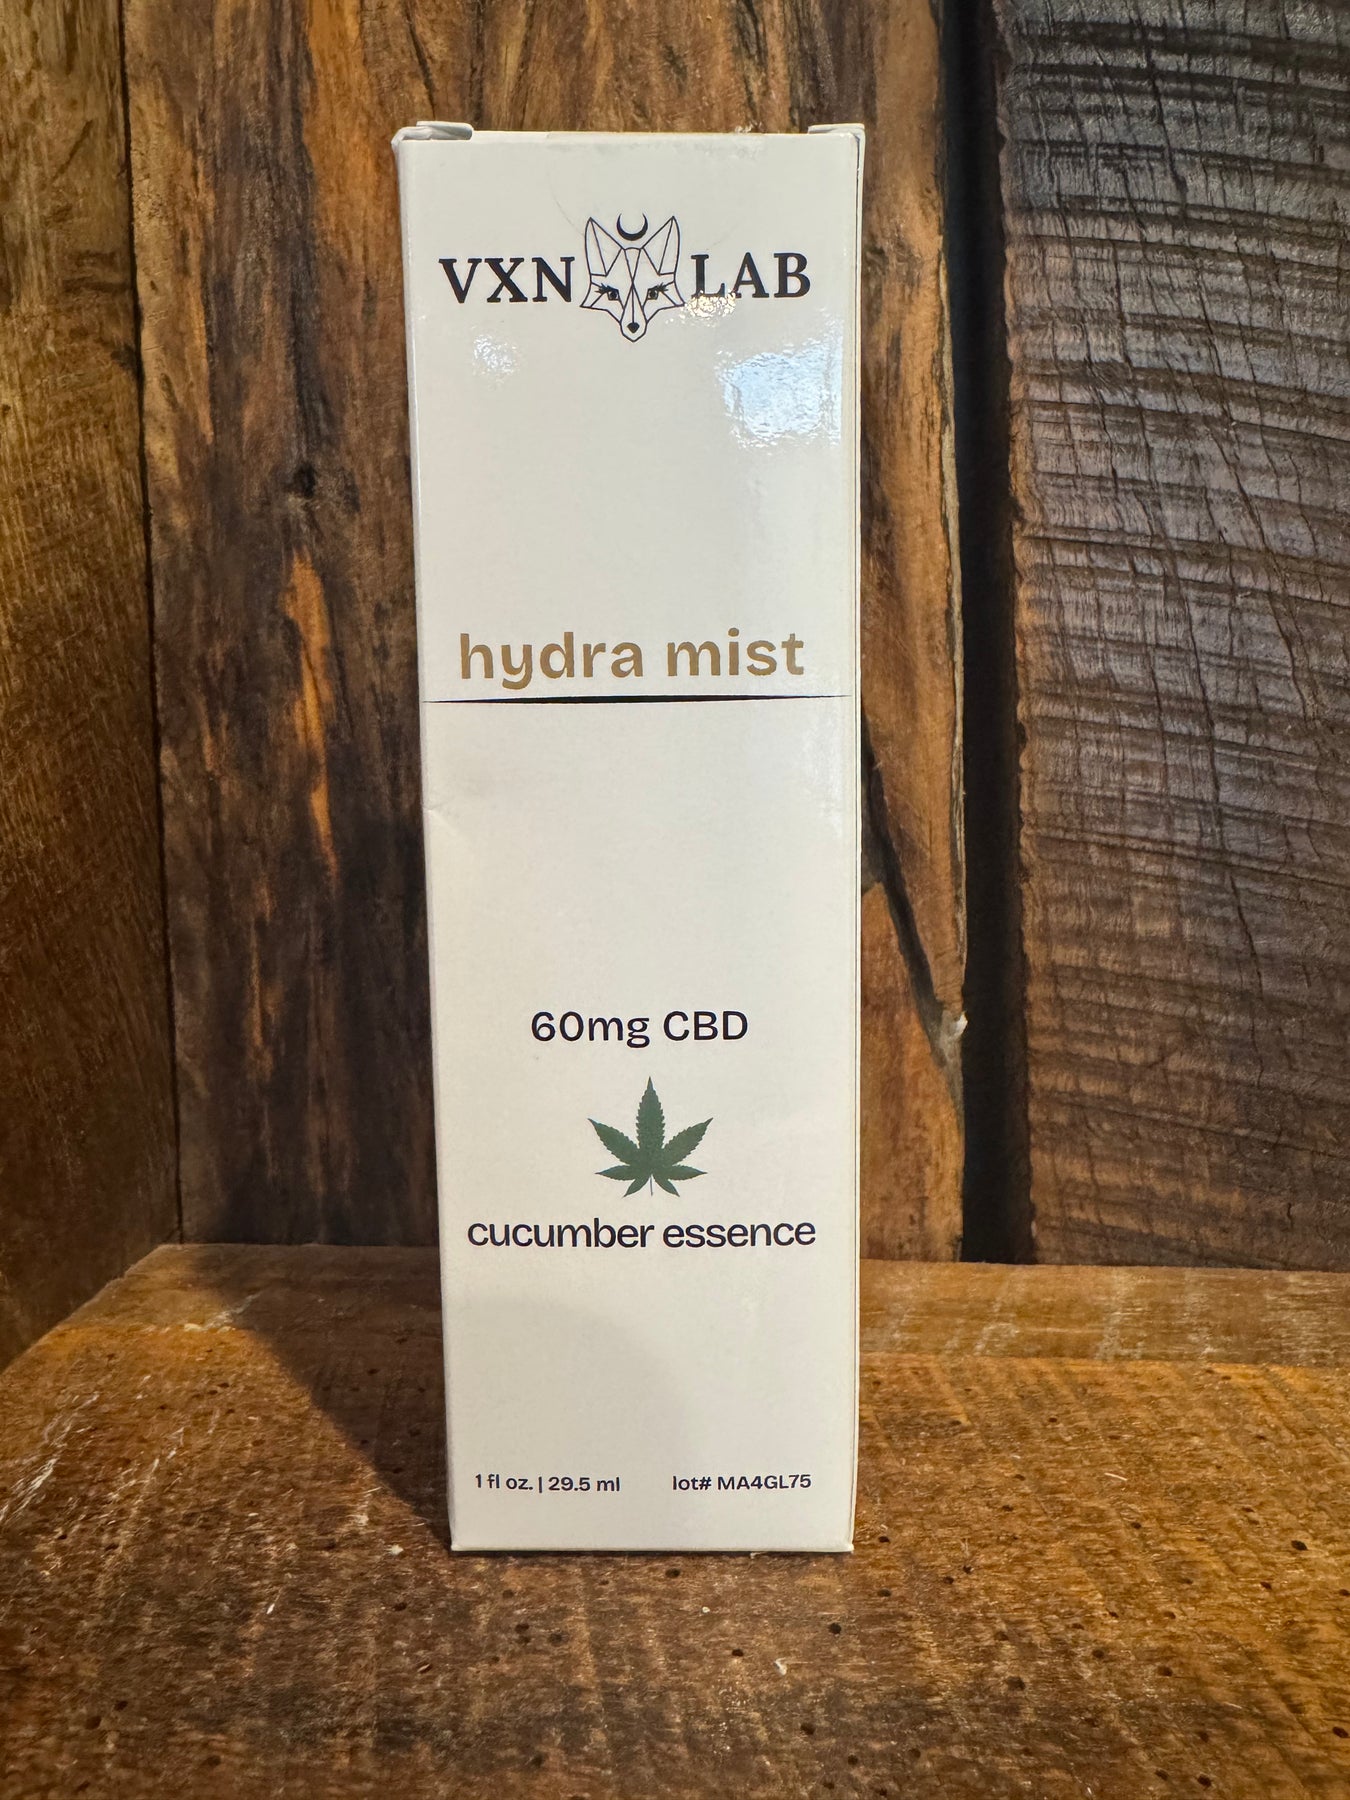 VXN LAB
hydra mist
60mg CBD
cucumber essence
1 fl oz. | 29.5 ml lot# MA4GL75